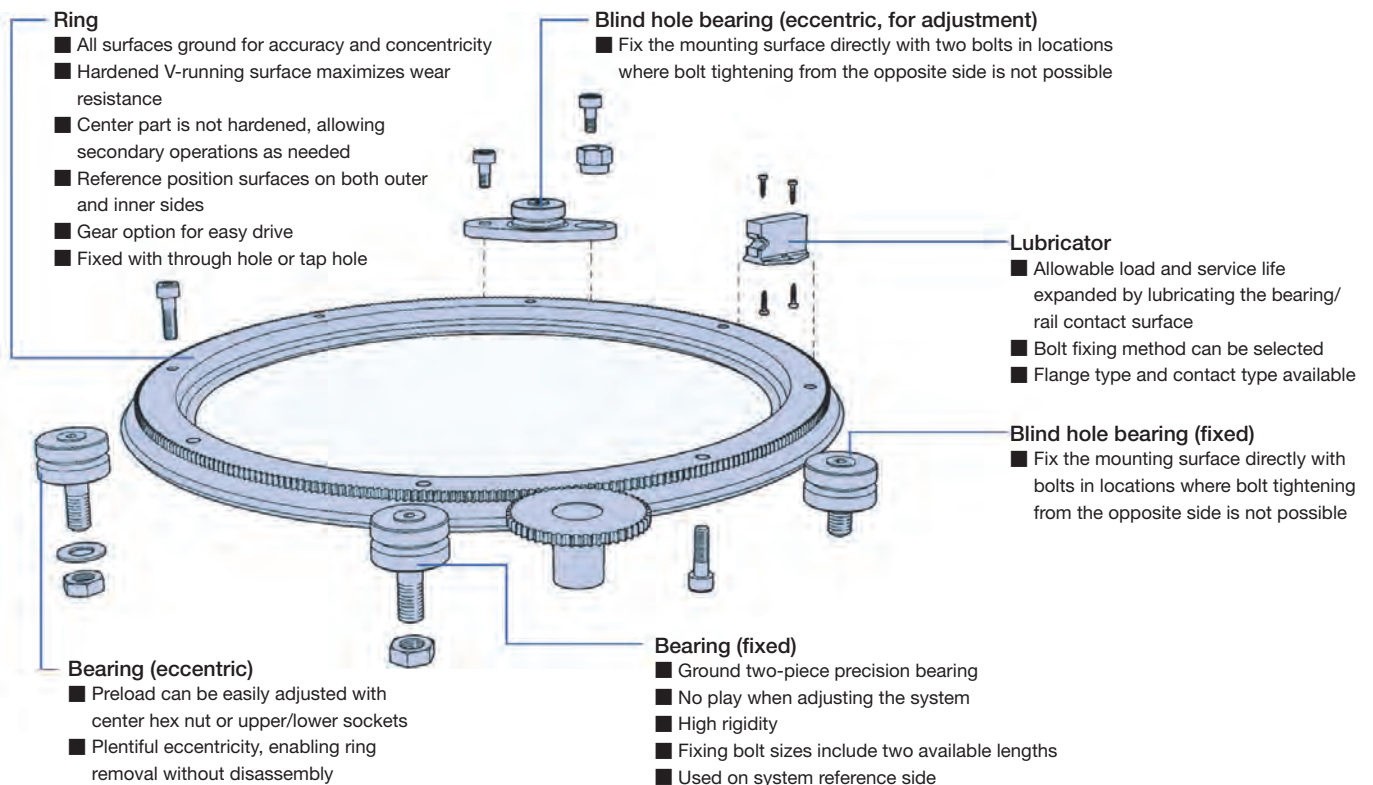 Ring
■ All surfaces ground for accuracy and concentricity
■ Hardened V-running surface maximizes wear
resistance
■ Center part is not hardened, allowing
secondary operations as needed
■ Reference position surfaces on both outer
and inner sides
■ Gear option for easy drive
■ Fixed with through hole or tap hole
Blind hole bearing (eccentric, for adjustment)
■ Fix the mounting surface directly with two bolts in locations
where bolt tightening from the opposite side is not possible
Lubricator
■ Allowable load and service life
expanded by lubricating the bearing/
rail contact surface
■ Bolt fixing method can be selected
■ Flange type and contact type available
Blind hole bearing (fixed)
■ Fix the mounting surface directly with
bolts in locations where bolt tightening
from the opposite side is not possible
Bearing (eccentric)
■ Preload can be easily adjusted with
center hex nut or upper/lower sockets
■ Plentiful eccentricity, enabling ring
removal without disassembly
Bearing (fixed)
■ Ground two-piece precision bearing
■ No play when adjusting the system
■ High rigidity
■ Fixing bolt sizes include two available lengths
■ Used on system reference side